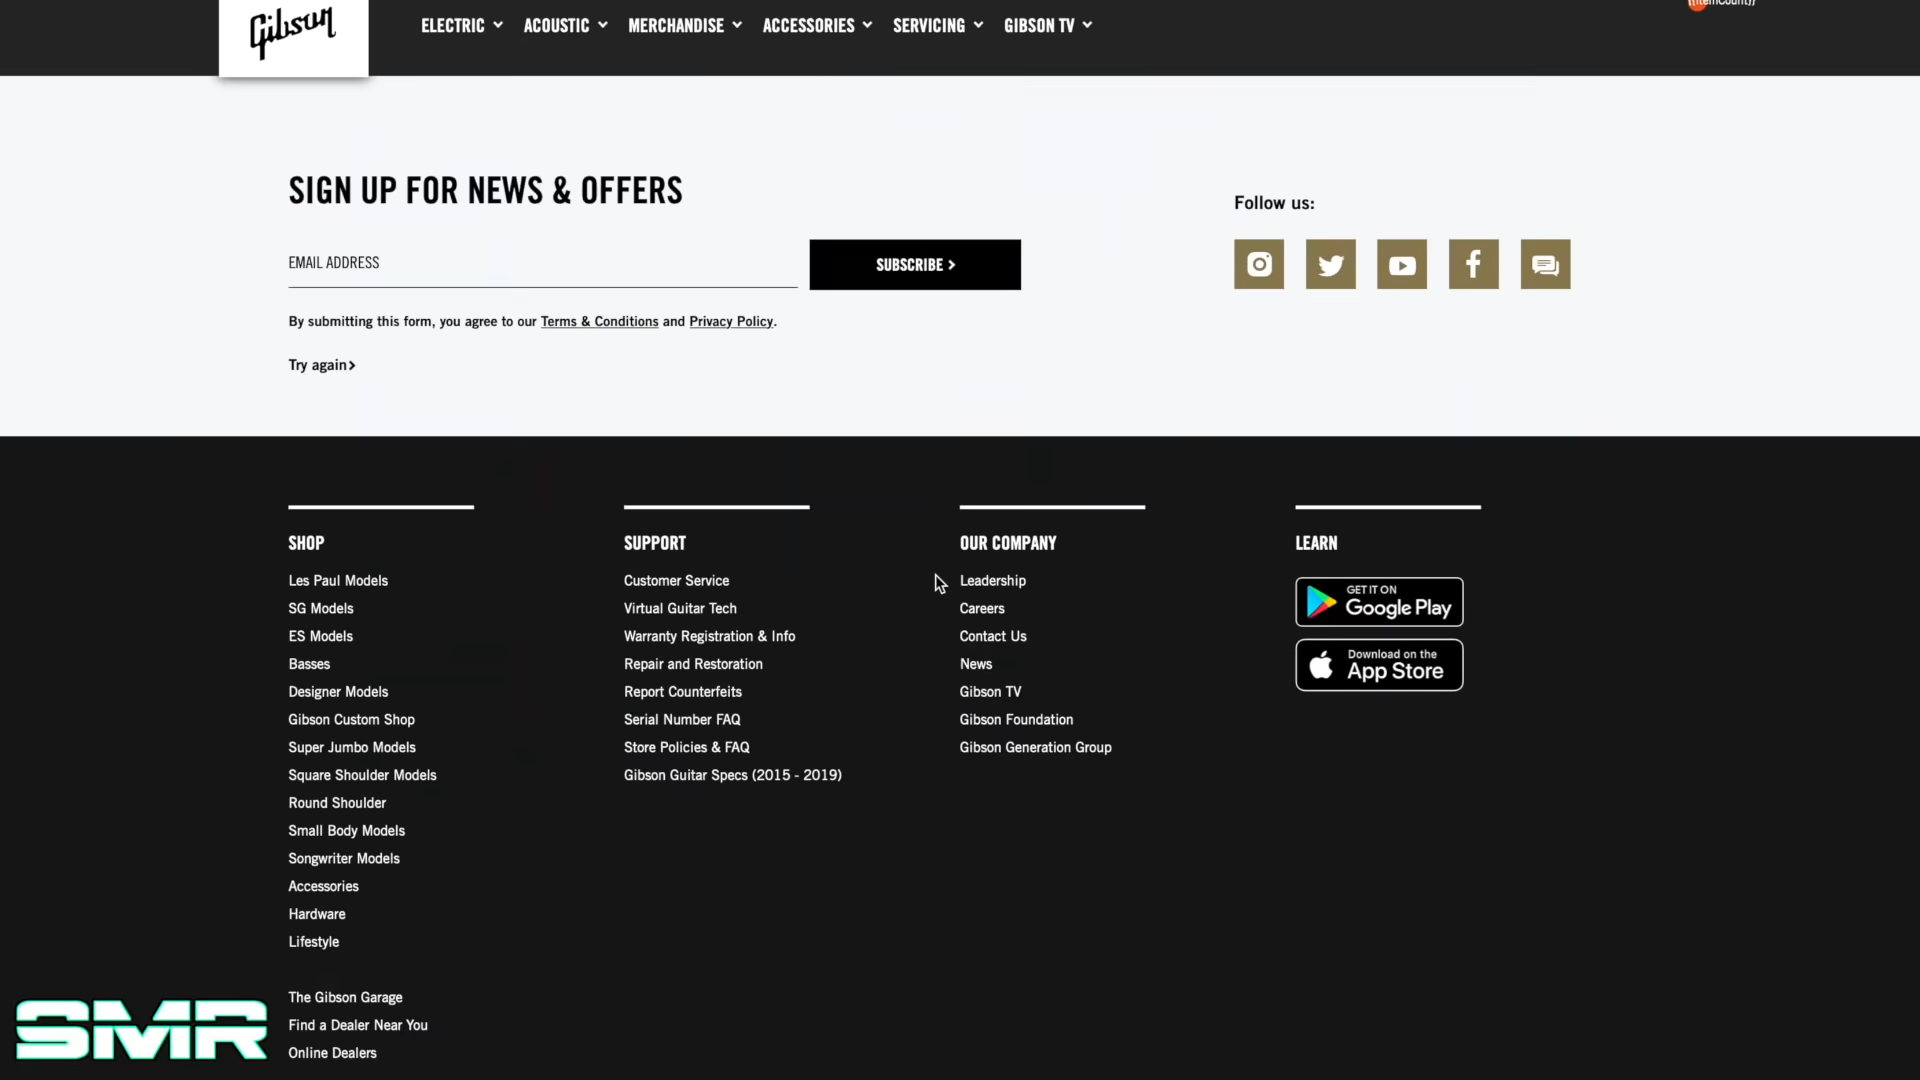 Gibson
ELECTRIC ACOUSTIC MERCHANDISE ACCESSORIES SERVICING GIBSON TV
{{itemCount}}
SIGN UP FOR NEWS & OFFERS
EMAIL ADDRESS
SUBSCRIBE >
By submitting this form, you agree to our Terms & Conditions and Privacy Policy.
Try again>
Follow us:
SHOP
Les Paul Models
SG Models
ES Models
Basses
Designer Models
Gibson Custom Shop
Super Jumbo Models
Square Shoulder Models
Round Shoulder
Small Body Models
Songwriter Models
Accessories
Hardware
Lifestyle
The Gibson Garage
Find a Dealer Near You
Online Dealers
SUPPORT
Customer Service
Virtual Guitar Tech
Warranty Registration & Info
Repair and Restoration
Report Counterfeits
Serial Number FAQ
Store Policies & FAQ
Gibson Guitar Specs (2015 - 2019)
OUR COMPANY
Leadership
Careers
Contact Us
News
Gibson TV
Gibson Foundation
Gibson Generation Group
LEARN
GET IT ON
Google Play
Download on the
App Store
SMR